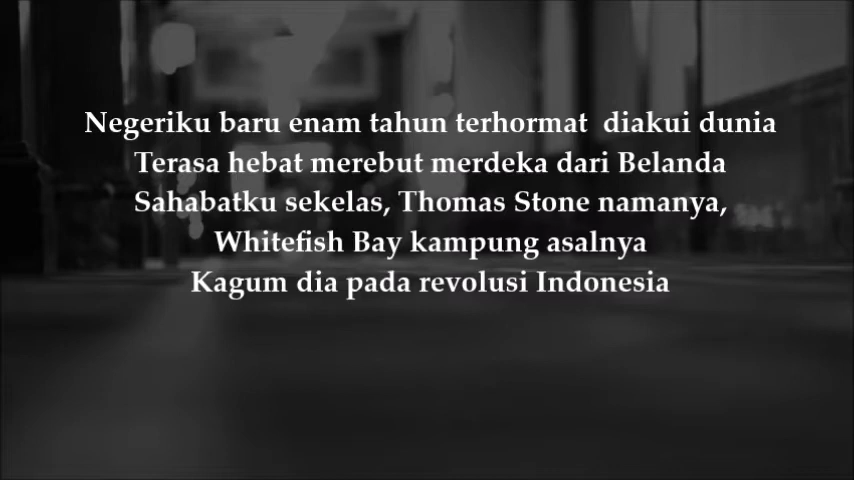 Negeriku baru enam tahun terhormat diakui dunia
Terasa hebat merebut merdeka dari Belanda
Sahabatku sekelas, Thomas Stone namanya,
Whitefish Bay kampung asalnya
Kagum dia pada revolusi Indonesia